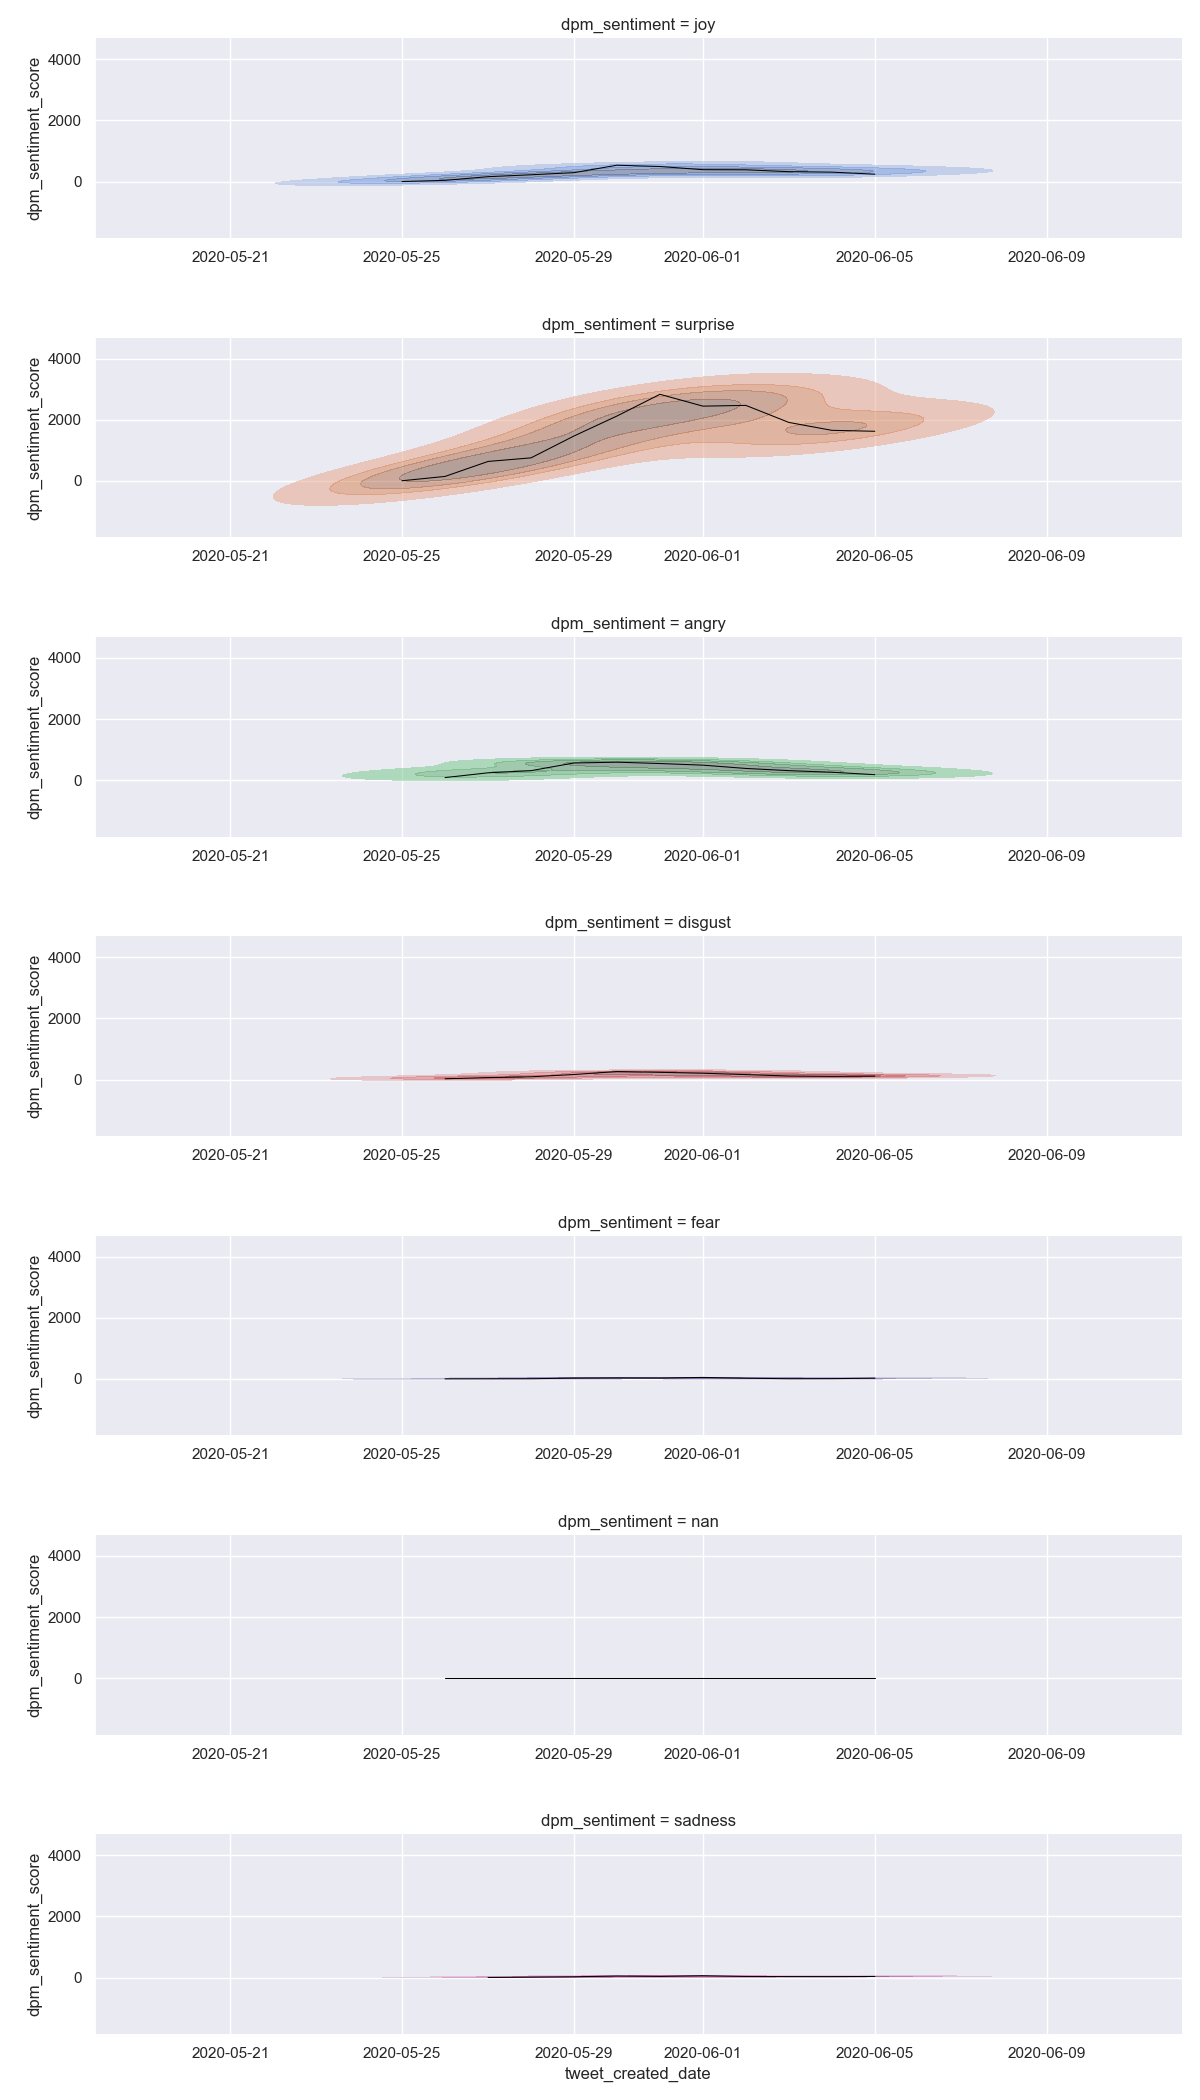 dpm_sentiment = joy
dpm_sentiment_score
4000
2000
0
2020-05-21 2020-05-25 2020-05-29 2020-06-01 2020-06-05 2020-06-09
dpm_sentiment = surprise
dpm_sentiment_score
4000
2000
0
2020-05-21 2020-05-25 2020-05-29 2020-06-01 2020-06-05 2020-06-09
dpm_sentiment = angry
dpm_sentiment_score
4000
2000
0
2020-05-21 2020-05-25 2020-05-29 2020-06-01 2020-06-05 2020-06-09
dpm_sentiment = disgust
dpm_sentiment_score
4000
2000
0
2020-05-21 2020-05-25 2020-05-29 2020-06-01 2020-06-05 2020-06-09
dpm_sentiment = fear
dpm_sentiment_score
4000
2000
0
2020-05-21 2020-05-25 2020-05-29 2020-06-01 2020-06-05 2020-06-09
dpm_sentiment = nan
dpm_sentiment_score
4000
2000
0
2020-05-21 2020-05-25 2020-05-29 2020-06-01 2020-06-05 2020-06-09
dpm_sentiment = sadness
dpm_sentiment_score
4000
2000
0
2020-05-21 2020-05-25 2020-05-29 2020-06-01 2020-06-05 2020-06-09
tweet_created_date